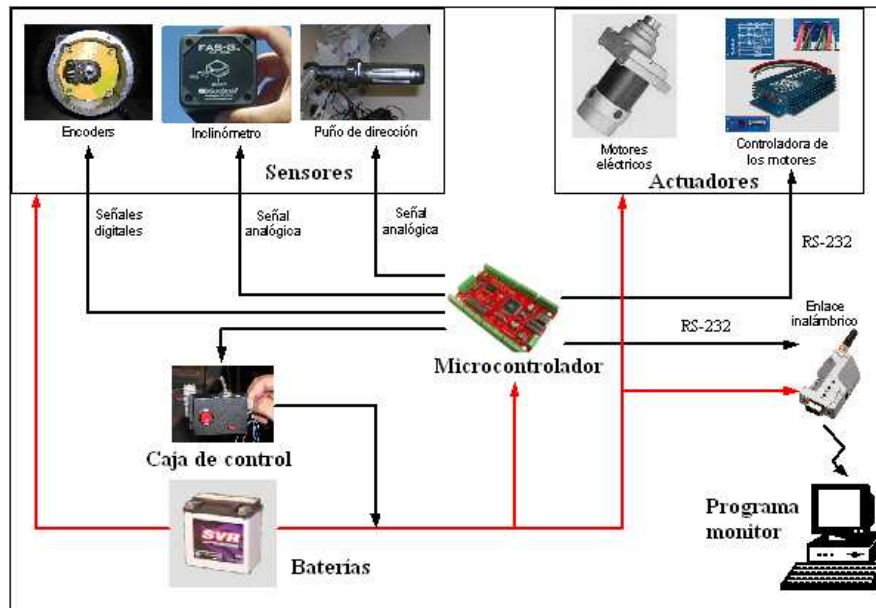 Encoders
Inclinómetro
Puño de dirección
Sensores
Motores
eléctricos
Controladora de
los motores
Actuadores
Señales
digitales
Señal
analógica
Señal
analógica
RS-232
RS-232
Enlace
inalámbrico
Microcontrolador
Caja de control
SVR
Baterías
Programa
monitor